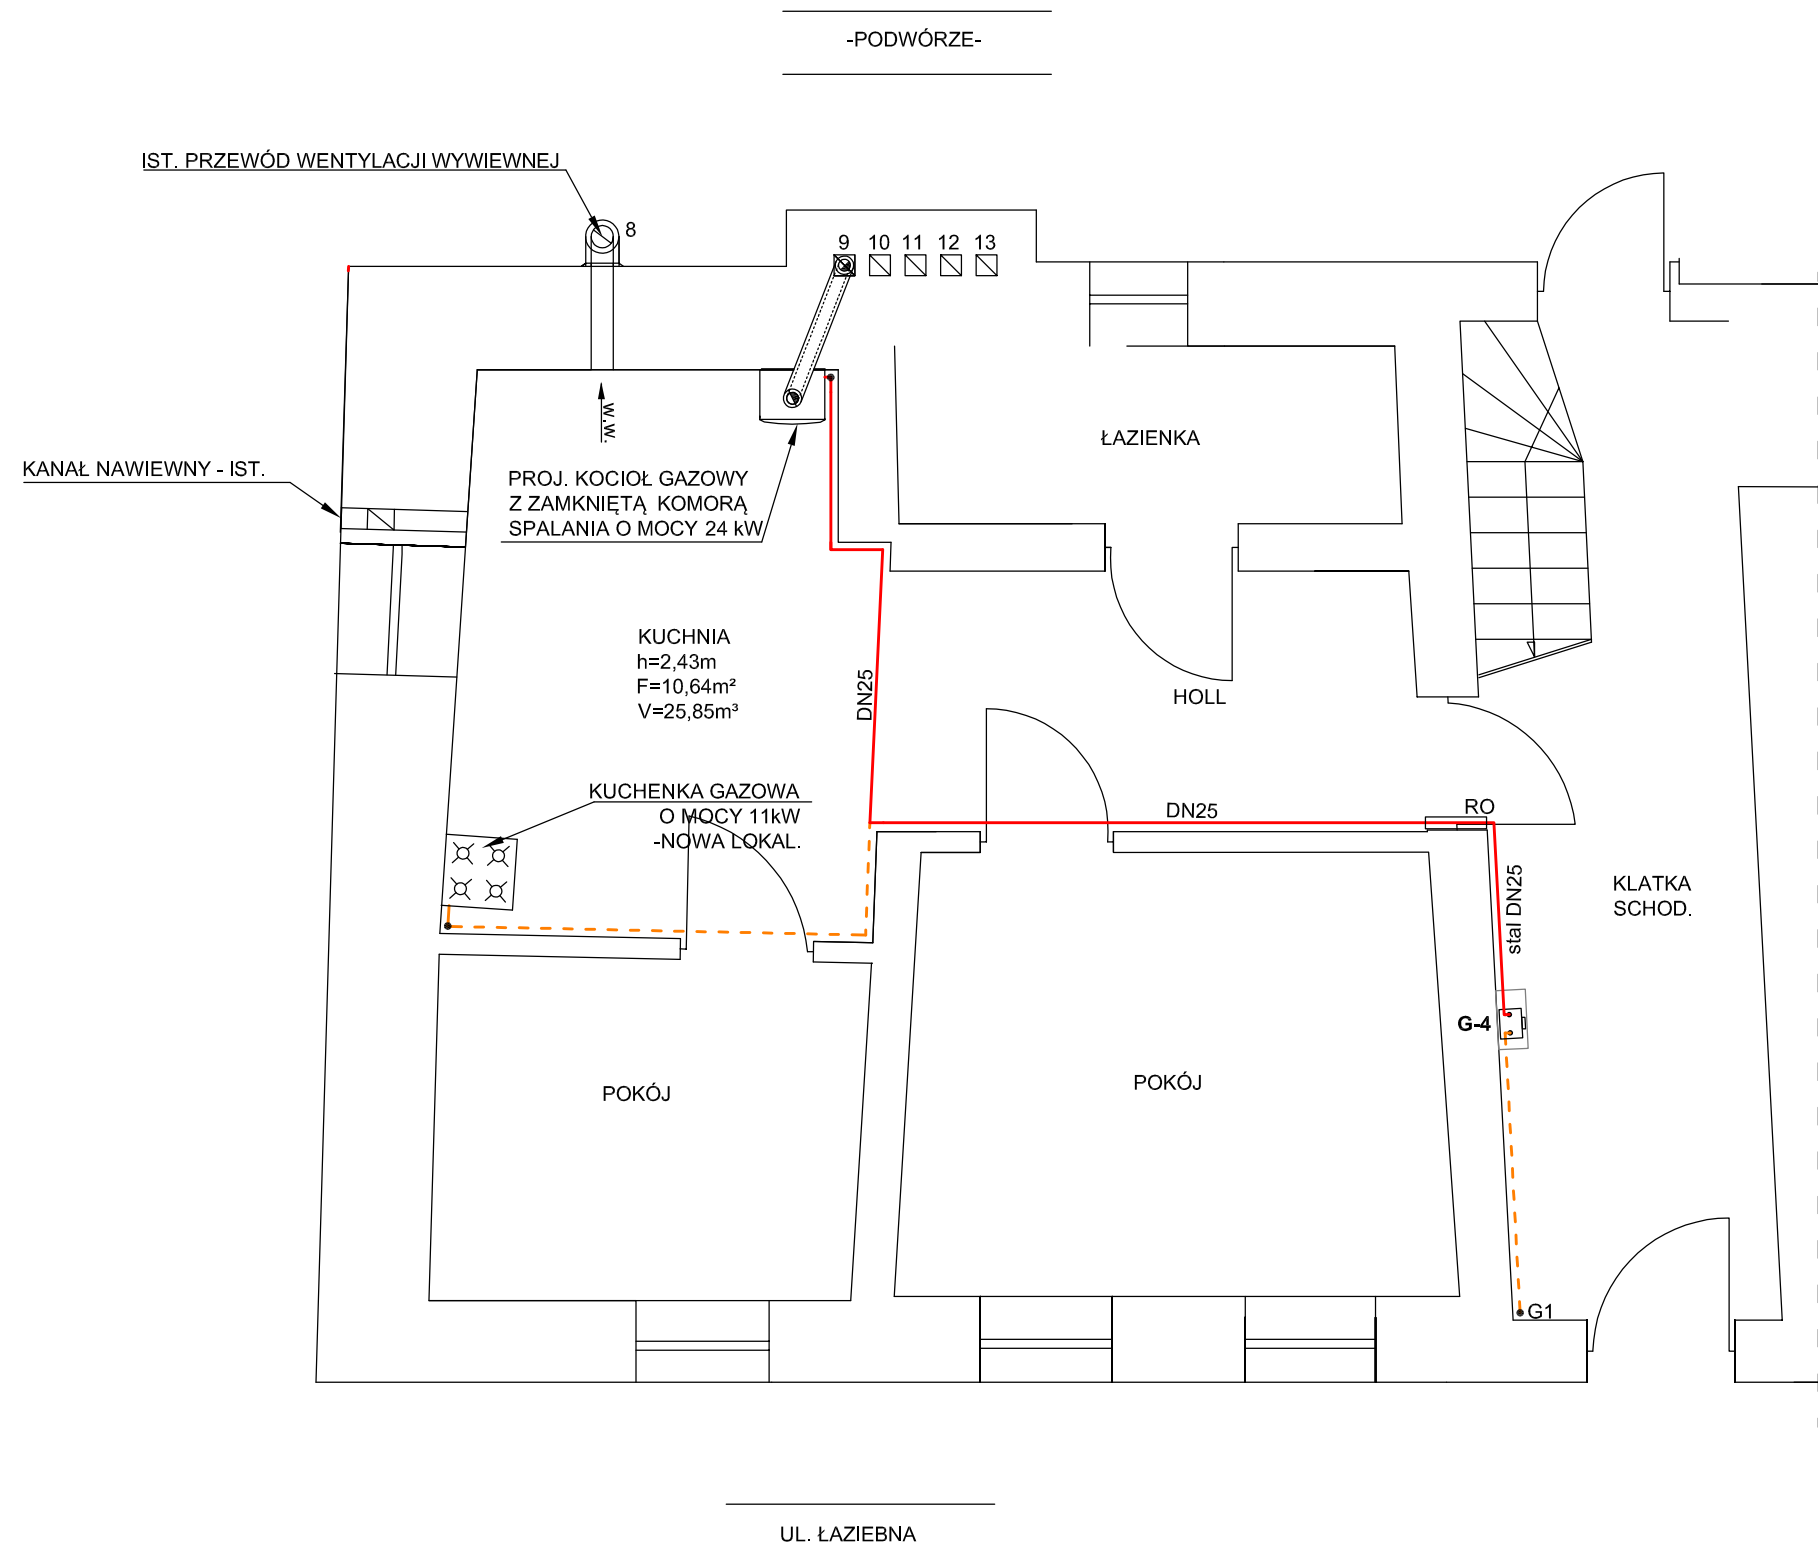 -PODWÓRZE-
IST. PRZEWÓD WENTYLACJI WYWIEWNEJ
8
9
10
11
12
13
W.W.
ŁAZIENKA
KANAŁ NAWIEWNY - IST.
PROJ. KOCIOŁ GAZOWY
Z ZAMKNIĘTĄ KOMORĄ
SPALANIA O MOCY 24 kW
KUCHNIA
h=2,43m
F=10,64m²
V=25,85m³
DN25
HOLL
KUCHENKA GAZOWA
O MOCY 11kW
-NOWA LOKAL.
DN25
RO
stal DN25
KLATKA
SCHOD.
G-4
POKÓJ
POKÓJ
G1
UL. ŁAZIEBNA